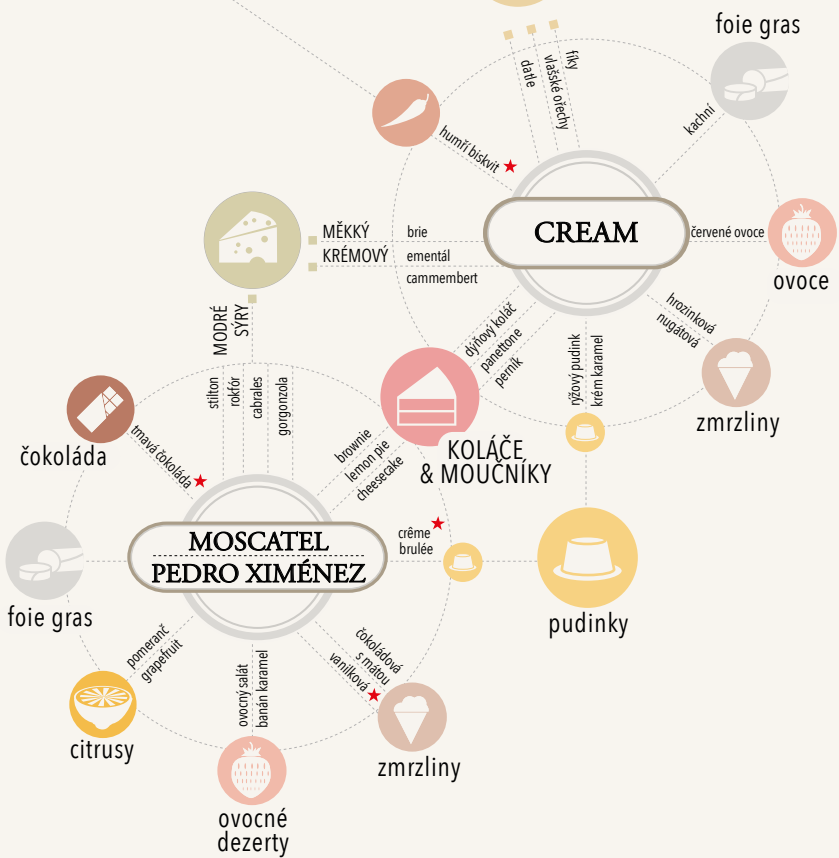 foie gras
fíky
vlašské ořechy
datle
kachní
humří biskvit
CREAM
červené ovoce
ovoce
MĚKKÝ
KRÉMOVÝ
brie
ementál
cammembert
hrozinková
nugátová
zmrzliny
dýňový koláč
panettone
perník
rýžový pudink
krém karamel
MODRÉ
SÝRY
stilton
rokfór
cabrales
gorgonzola
KOLÁČE
& MOUČNÍKY
brownie
lemon pie
cheesecake
čokoláda
tmavá čokoláda
MOSCATEL
PEDRO XIMÉNEZ
crême
brulée
pudinky
foie gras
pomeranč
grapefruit
citrusy
ovocný salát
banán karamel
ovocné
dezerty
čokoládová
s mátou
vanilková
zmrzliny